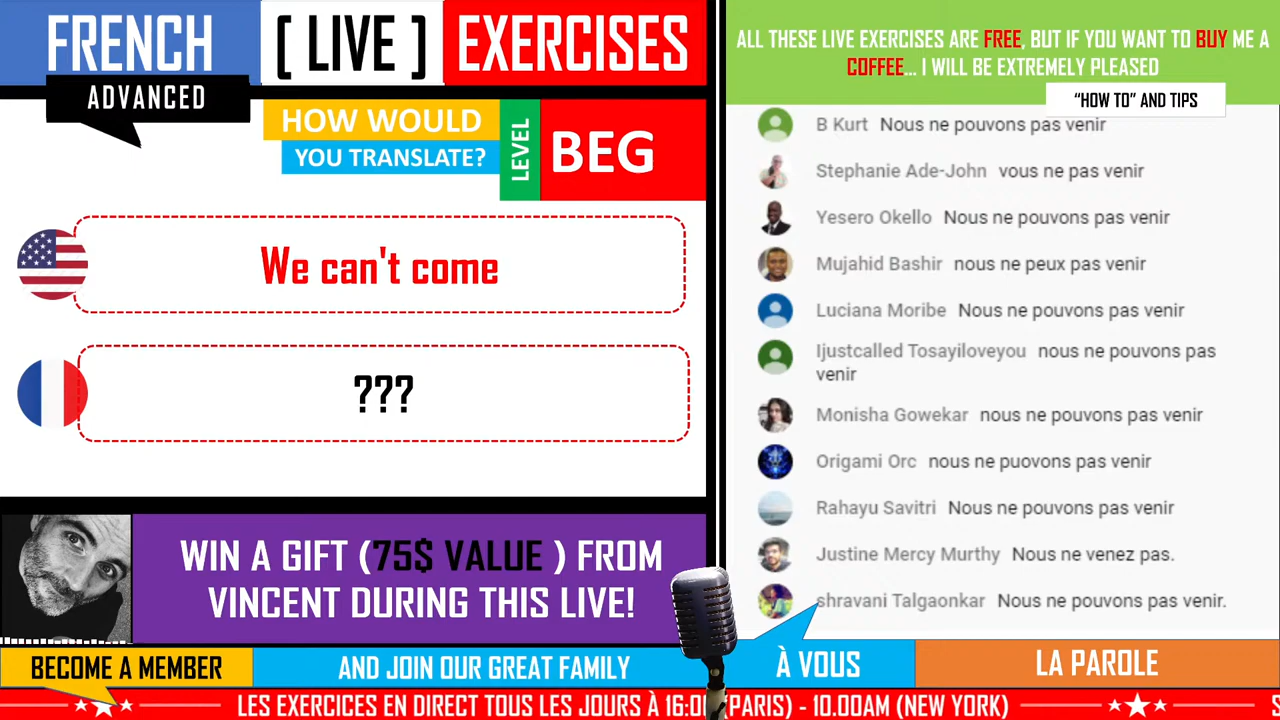 FRENCH
[ LIVE ]
EXERCISES
ADVANCED
HOW WOULD
YOU TRANSLATE?
LEVEL
BEG
We can't come
???
WIN A GIFT (75$ VALUE ) FROM
VINCENT DURING THIS LIVE!
BECOME A MEMBER
AND JOIN OUR GREAT FAMILY
ALL THESE LIVE EXERCISES ARE FREE, BUT IF YOU WANT TO BUY ME A
COFFEE... I WILL BE EXTREMELY PLEASED
“HOW TO” AND TIPS
B Kurt Nous ne pouvons pas venir
Stephanie Ade-John vous ne pas venir
Yesero Okello Nous ne pouvons pas venir
Mujahid Bashir nous ne peux pas venir
Luciana Moribe Nous ne pouvons pas venir
Ijustcalled Tosayiloveyou nous ne pouvons pas
venir
Monisha Gowekar nous ne pouvons pas venir
Origami Orc nous ne puovons pas venir
Rahayu Savitri Nous ne pouvons pas venir
Justine Mercy Murthy Nous ne venez pas.
shravani Talgaonkar Nous ne pouvons pas venir.
À VOUS
LA PAROLE
LES EXERCICES EN DIRECT TOUS LES JOURS À 16:00 (PARIS) - 10.00AM (NEW YORK)